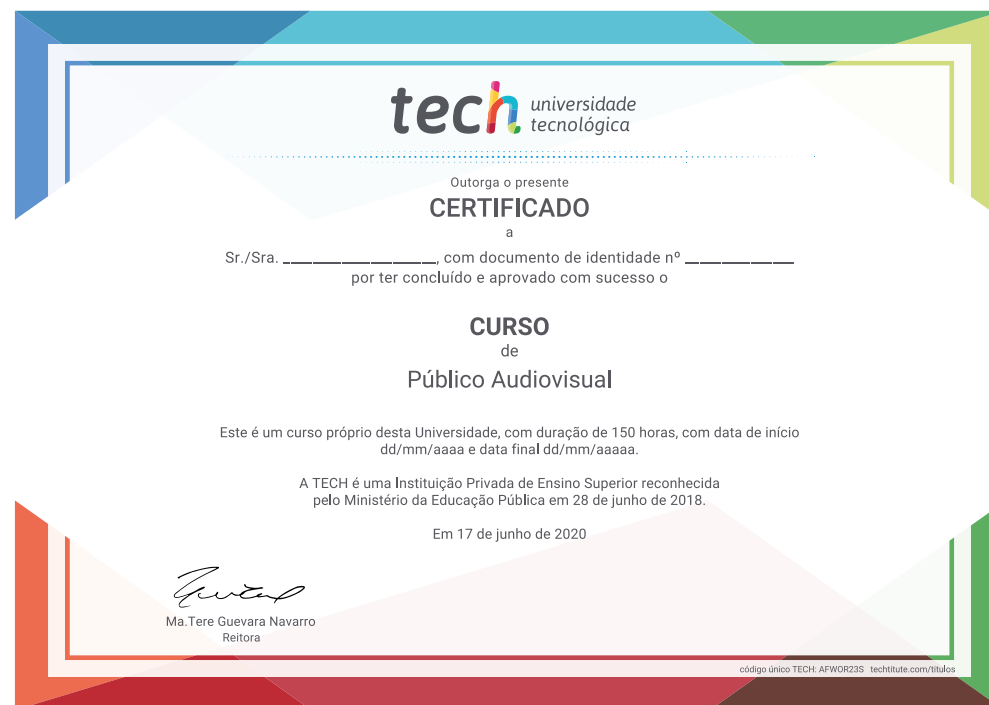 tech universidade
tecnológica
Outorga o presente
CERTIFICADO
a
Sr./Sra. ________________, com documento de identidade nº ___________
por ter concluído e aprovado com sucesso o
CURSO
de
Público Audiovisual
Este é um curso próprio desta Universidade, com duração de 150 horas, com data de início
dd/mm/aaaa e data final dd/mm/aaaaa.
A TECH é uma Instituição Privada de Ensino Superior reconhecida
pelo Ministério da Educação Pública em 28 de junho de 2018.
Em 17 de junho de 2020
Ma.Tere Guevara Navarro
Reitora
código único TECH: AFWOR23S techtitute.com/titulos